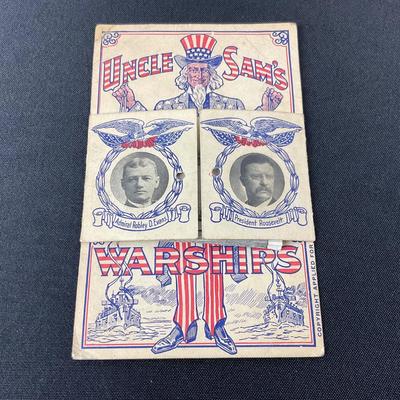 UNCLE SAM'S
Admiral Robley D. Evans
President Roosevelt
WARSHIPS
COPYRIGHT APPLIED FOR